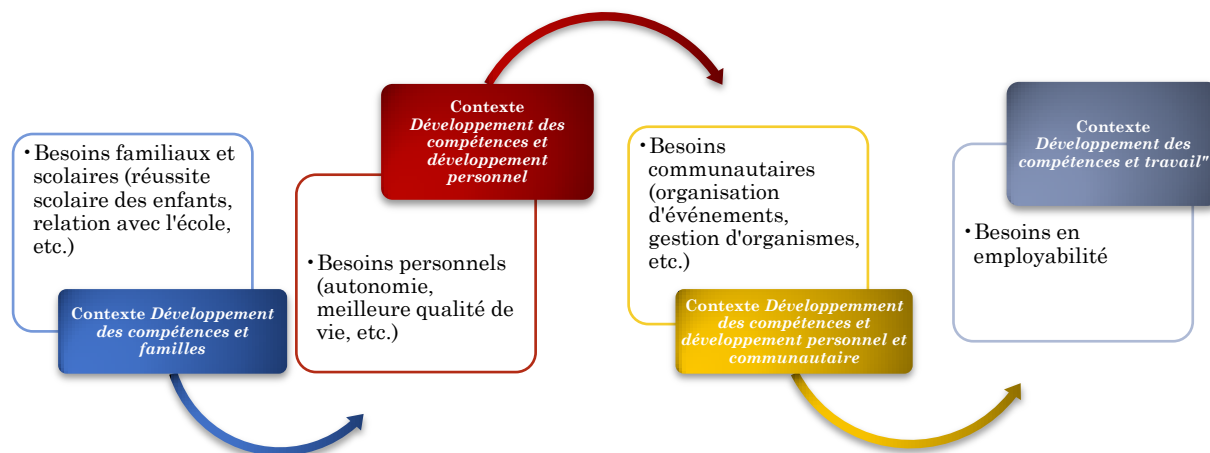 • Besoins familiaux et
scolaires (réussite
scolaire des enfants,
relation avec l'école,
etc.)
Contexte Développement
des compétences et
familles
Contexte
Développement des
compétences et
développement
personnel
• Besoins personnels
(autonomie,
meilleure qualité de
vie, etc.)
• Besoins
communautaires
(organisation
d'événements,
gestion d'organismes,
etc.)
Contexte Développemment
des compétences et
développement personnel et
communautaire
Contexte
Développement des
compétences et travail"
• Besoins en
employabilité